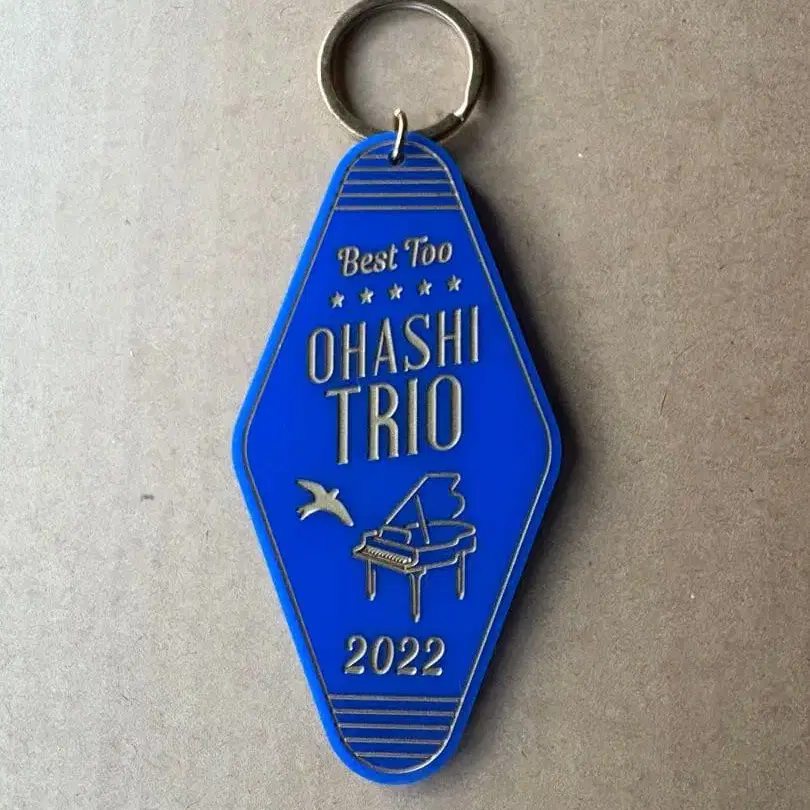 Best Too
★ ★ ★ ★ ★
OHASHI
TRIO
2022